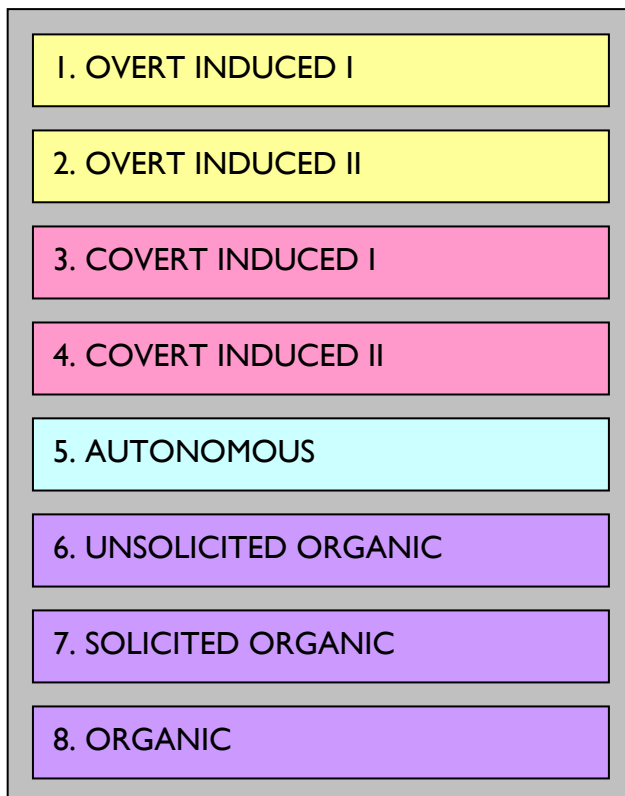 1. OVERT INDUCED I
2. OVERT INDUCED II
3. COVERT INDUCED I
4. COVERT INDUCED II
5. AUTONOMOUS
6. UNSOLICITED ORGANIC
7. SOLICITED ORGANIC
8. ORGANIC